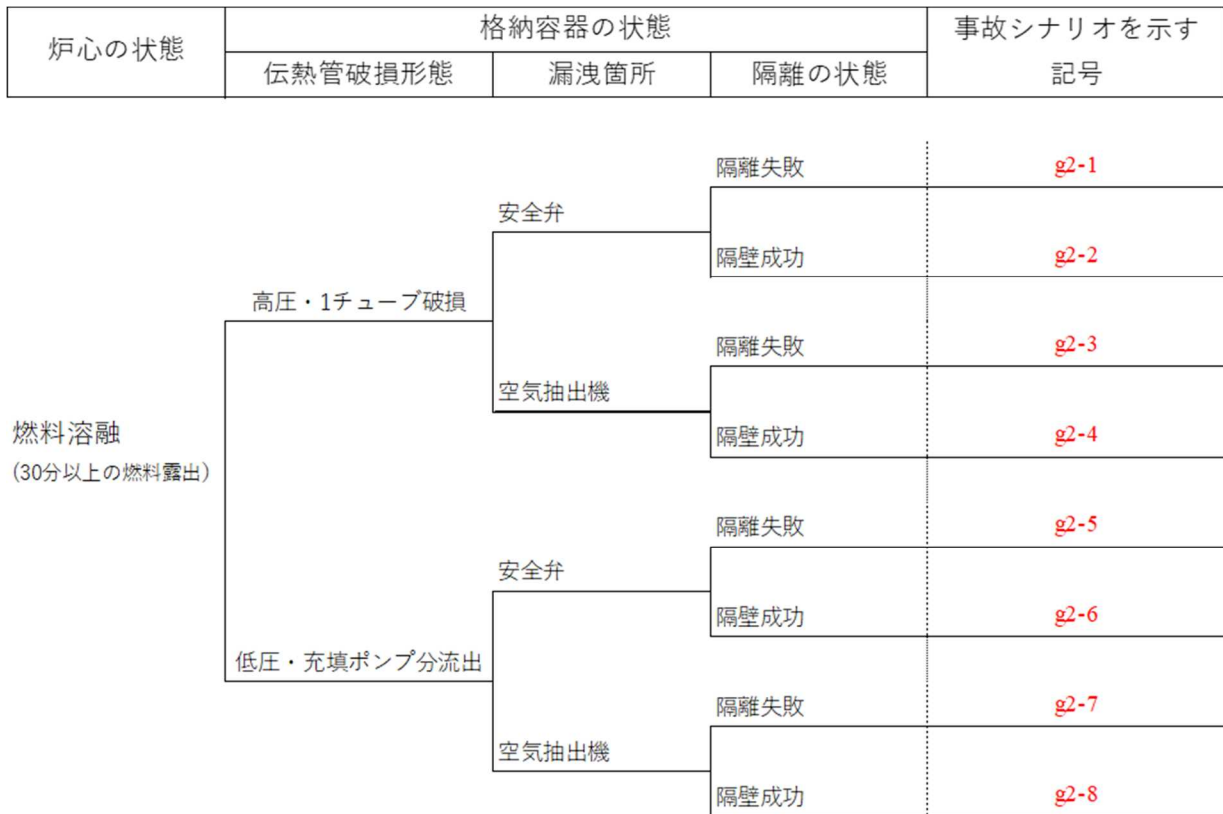 炉心の状態
格納容器の状態
事故シナリオを示す
記号
伝熱管破損形態
漏洩箇所
隔離の状態
隔離失敗
g2-1
安全弁
隔壁成功
g2-2
高圧・1チューブ破損
隔離失敗
g2-3
空気抽出機
隔壁成功
g2-4
燃料溶融
(30分以上の燃料露出)
隔離失敗
g2-5
安全弁
隔壁成功
g2-6
低圧・充填ポンプ分流出
隔離失敗
g2-7
空気抽出機
隔壁成功
g2-8